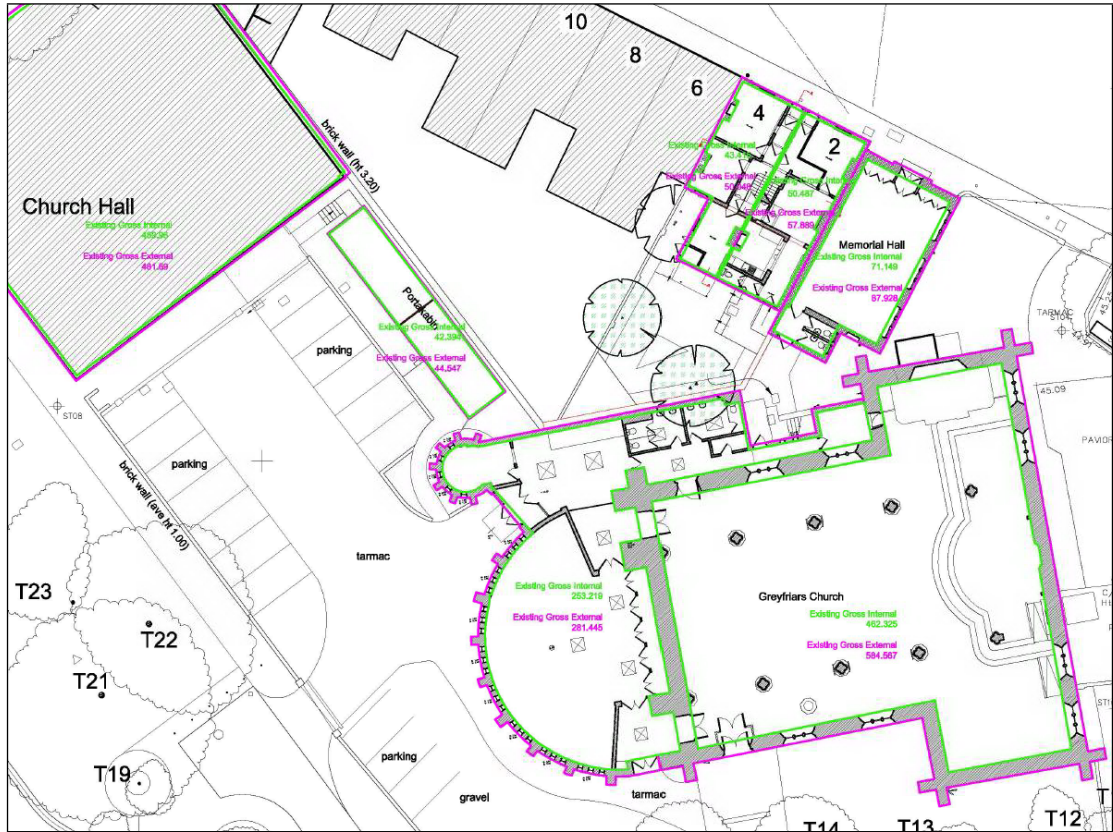 10
8
6
4
2
brick wall (ht 3.20)
Church Hall
Existing Gross Internal
459.96
Existing Gross External
481.69
Existing Gross Internal
Existing Gross External
Existing Gross Internal
50.487
Existing Gross External
57.889
Memorial Hall
Existing Gross Internal
71.149
Existing Gross External
87.928
Portakabin
Existing Gross Internal
42.394
Existing Gross External
44.547
TARMAC
45.09
PAVIOR
parking
parking
ST08
brick wall (ave ht 1.00)
tarmac
Existing Gross Internal
253.219
Existing Gross External
281.445
Greyfriars Church
Existing Gross Internal
462.325
Existing Gross External
584.567
T23
T22
T21
T19
parking
gravel
tarmac
T14
T13
T12